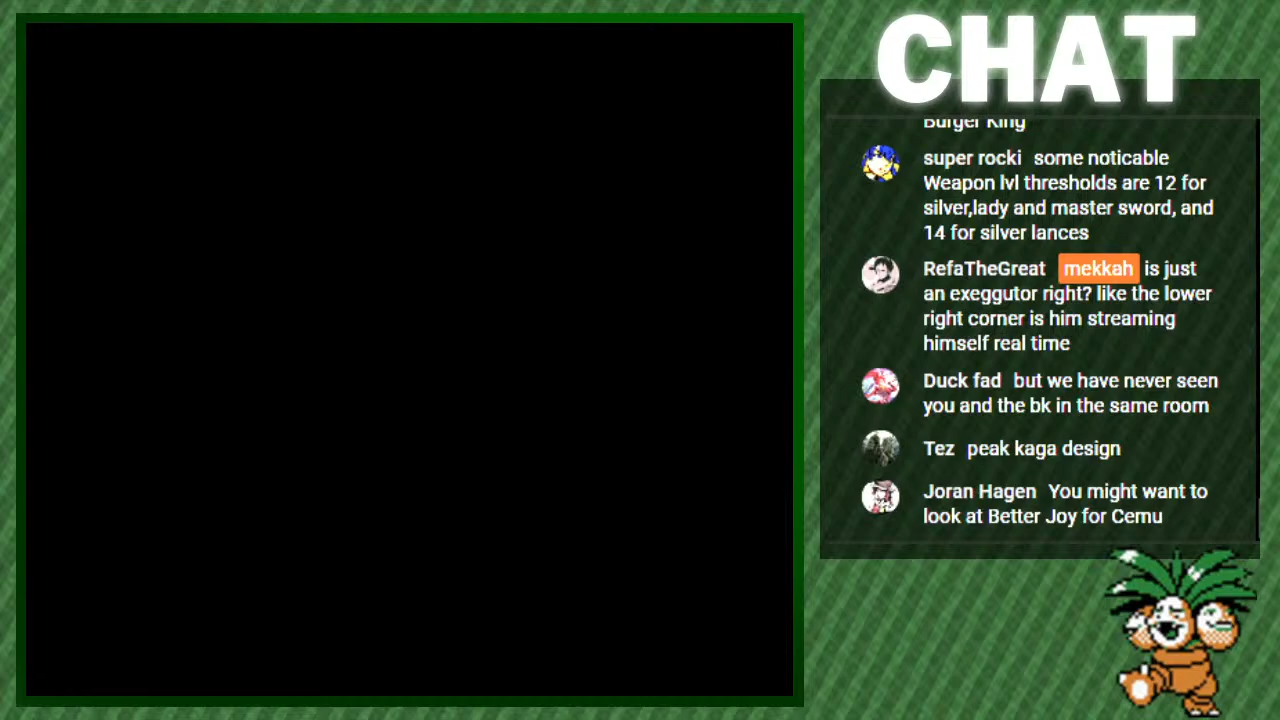 CHAT
Burger King
super rocki some noticable
Weapon lvl thresholds are 12 for
silver,lady and master sword, and
14 for silver lances
RefaTheGreat mekkah is just
an exeggutor right? like the lower
right corner is him streaming
himself real time
Duck fad but we have never seen
you and the bk in the same room
Tez peak kaga design
Joran Hagen You might want to
look at Better Joy for Cemu